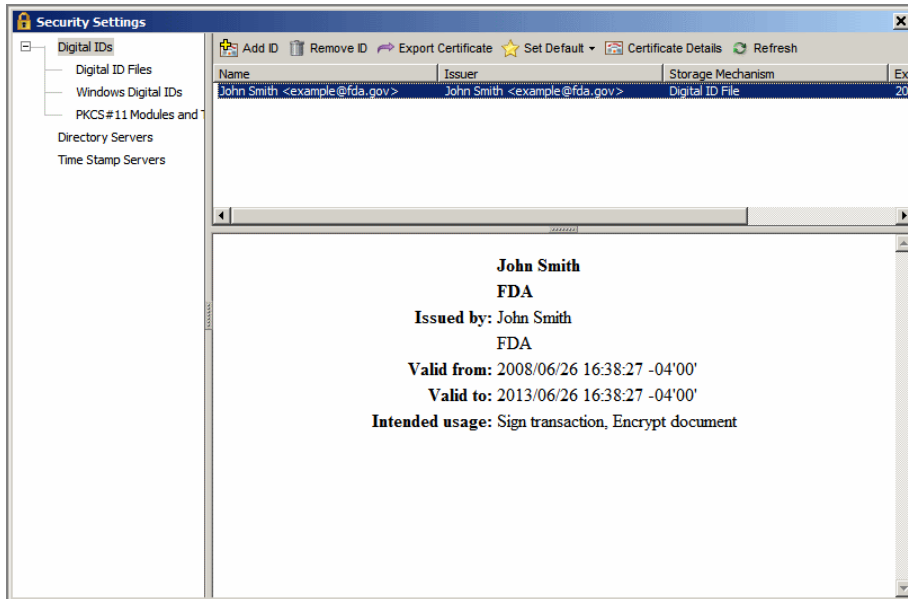 Security Settings
Digital IDs
Digital ID Files
Windows Digital IDs
PKCS#11 Modules and
Directory Servers
Time Stamp Servers
Add ID Remove ID Export Certificate Set Default Certificate Details Refresh
Name Issuer Storage Mechanism Ex
John Smith <example@fda.gov> John Smith <example@fda.gov> Digital ID File 20
John Smith
FDA
Issued by: John Smith
FDA
Valid from: 2008/06/26 16:38:27 -04'00'
Valid to: 2013/06/26 16:38:27 -04'00'
Intended usage: Sign transaction, Encrypt document